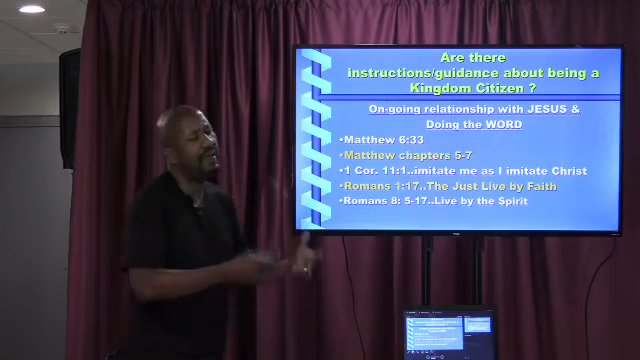 Are there
instructions/guidance about being a
Kingdom Citizen ?
On-going relationship with JESUS &
Doing the WORD
•Matthew 6:33
•Matthew chapters 5-7
•1 Cor. 11:1..imitate me as I imitate Christ
•Romans 1:17..The Just Live by Faith
•Romans 8: 5-17..Live by the Spirit